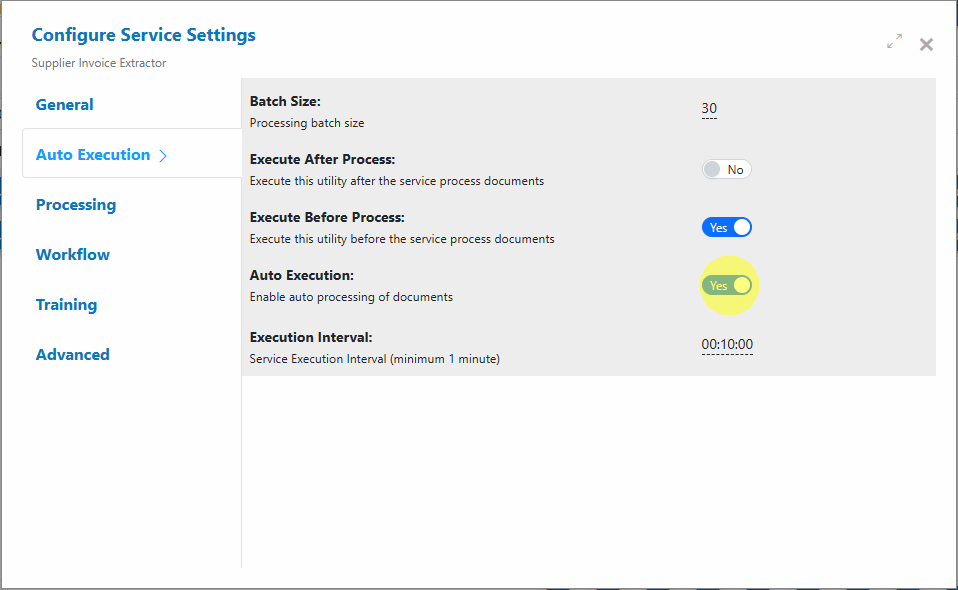 Configure Service Settings
Supplier Invoice Extractor
General
Auto Execution
Processing
Workflow
Training
Advanced
Batch Size:
Processing batch size
30
Execute After Process:
Execute this utility after the service process documents
No
Execute Before Process:
Execute this utility before the service process documents
Yes
Auto Execution:
Enable auto processing of documents
Yes
Execution Interval:
Service Execution Interval (minimum 1 minute)
00:10:00